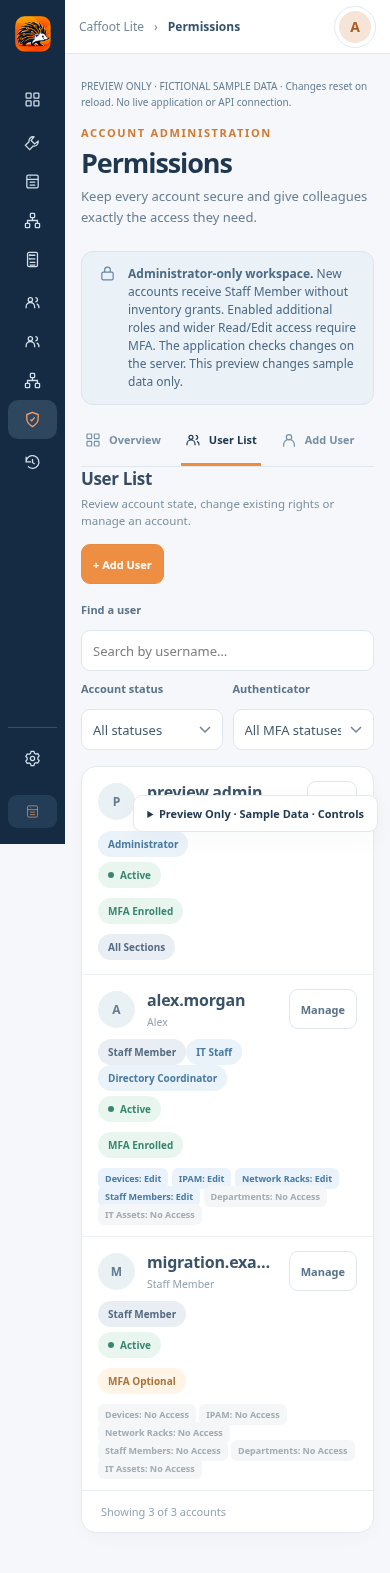 Caffoot Lite › Permissions
A
PREVIEW ONLY · FICTIONAL SAMPLE DATA · Changes reset on
reload. No live application or API connection.
ACCOUNT ADMINISTRATION
Permissions
Keep every account secure and give colleagues
exactly the access they need.
Administrator-only workspace. New
accounts receive Staff Member without
inventory grants. Enabled additional
roles and wider Read/Edit access require
MFA. The application checks changes on
the server. This preview changes sample
data only.
Overview User List Add User
User List
Review account state, change existing rights or
manage an account.
+ Add User
Find a user
Search by username...
Account status Authenticator
All statuses All MFA statuses
P preview.admin
▶ Preview Only · Sample Data · Controls
Administrator
Active
MFA Enrolled
All Sections
A alex.morgan
Alex
Manage
Staff Member IT Staff
Directory Coordinator
Active
MFA Enrolled
Devices: Edit IPAM: Edit Network Racks: Edit
Staff Members: Edit Departments: No Access
IT Assets: No Access
M migration.exa...
Staff Member
Manage
Staff Member
Active
MFA Optional
Devices: No Access IPAM: No Access
Network Racks: No Access
Staff Members: No Access Departments: No Access
IT Assets: No Access
Showing 3 of 3 accounts